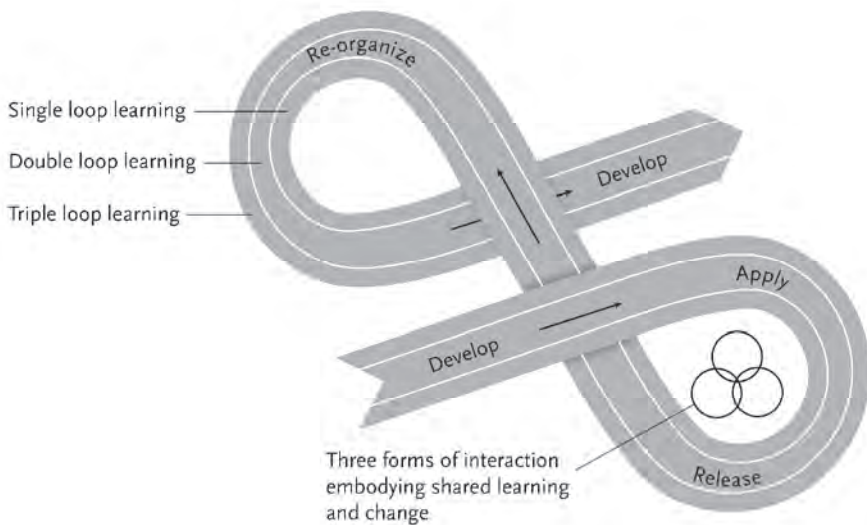 Re-organize
Single loop learning
Double loop learning
Triple loop learning
Develop
Apply
Develop
Three forms of interaction
embodying shared learning
and change
Release